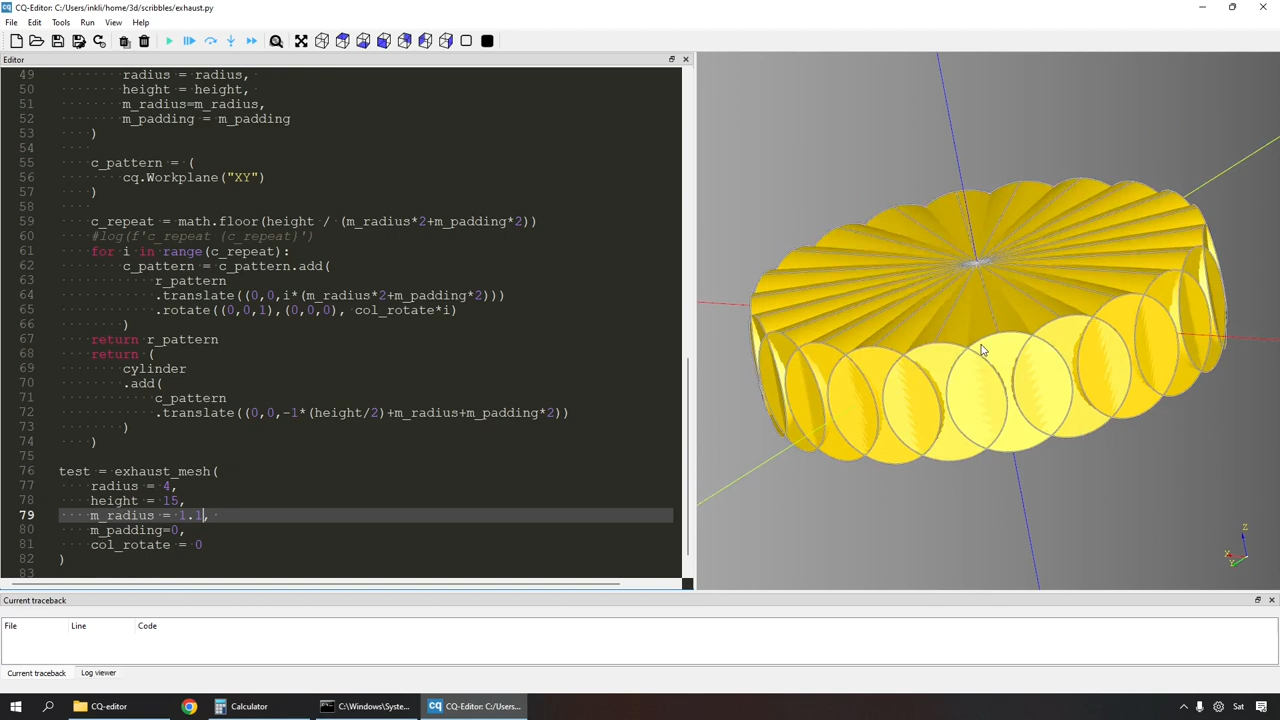 CQ-Editor: C:/Users/inkli/home/3d/scribbles/exhaust.py
File Edit Tools Run View Help
Editor
49 radius = radius,
50 height = height,
51 m_radius=m_radius,
52 m_padding = m_padding
53 )
54
55 c_pattern = (
56 cq.Workplane("XY")
57 )
58
59 c_repeat = math.floor(height / (m_radius*2+m_padding*2))
60 #log(f'c_repeat {c_repeat}')
61 for i in range(c_repeat):
62 c_pattern = c_pattern.add(
63 r_pattern
64 .translate((0,0,i*(m_radius*2+m_padding*2)))
65 .rotate((0,0,1),(0,0,0), col_rotate*i)
66 )
67 return r_pattern
68 return (
69 cylinder
70 .add(
71 c_pattern
72 .translate((0,0,-1*(height/2)+m_radius+m_padding*2))
73 )
74 )
75
76 test = exhaust_mesh(
77 radius = 4,
78 height = 15,
79 m_radius = 1.1,
80 m_padding=0,
81 col_rotate = 0
82 )
83
Z
X
Y
Current traceback
File Line Code
Current traceback Log viewer
CQ-editor Calculator C:\Windows\Syste... CQ-Editor: C:/Users... Sat